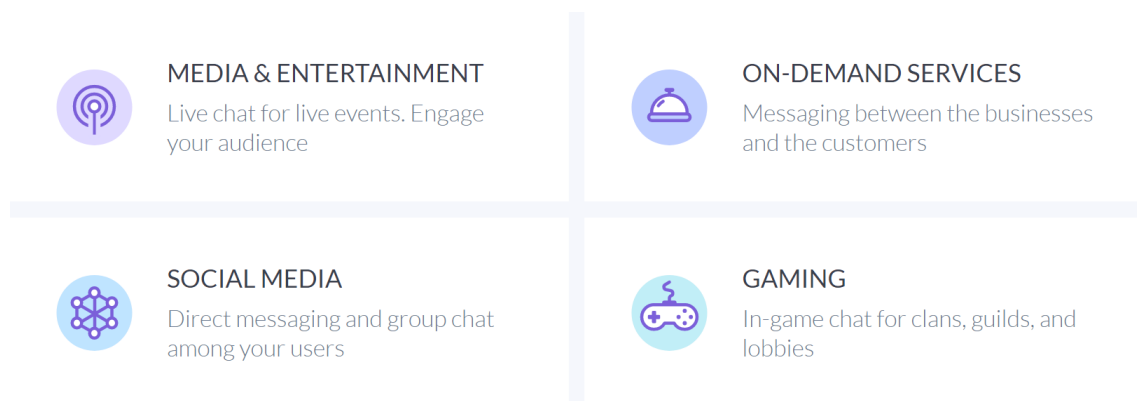 MEDIA & ENTERTAINMENT
Live chat for live events. Engage
your audience
ON-DEMAND SERVICES
Messaging between the businesses
and the customers
SOCIAL MEDIA
Direct messaging and group chat
among your users
GAMING
In-game chat for clans, guilds, and
lobbies